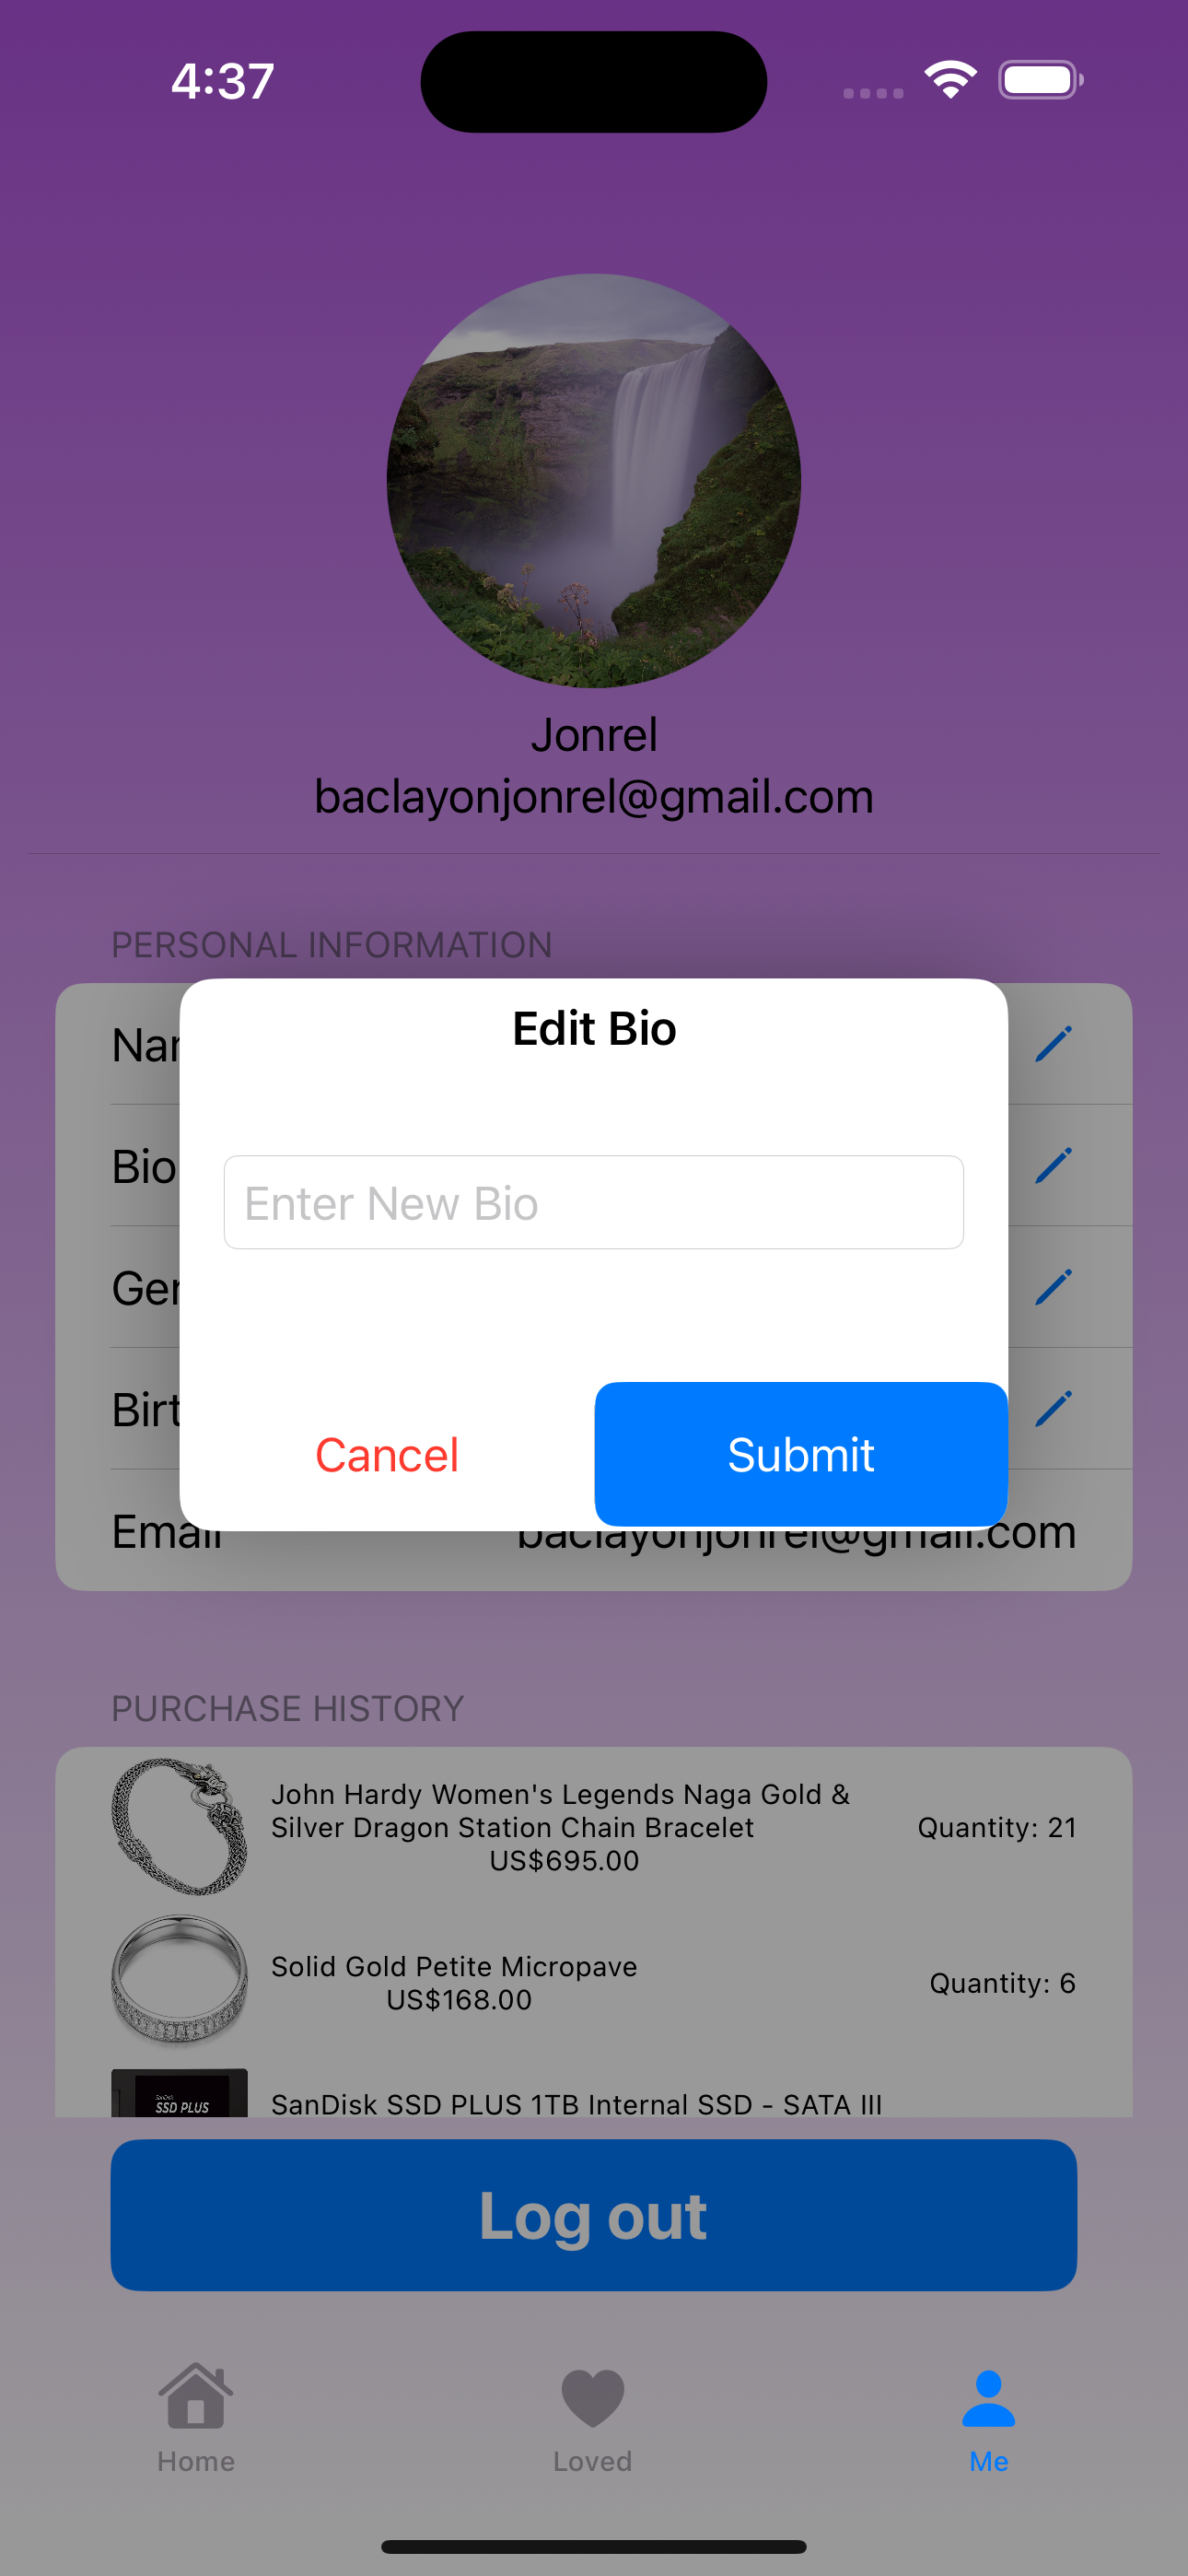 4:37
Jonrel
baclayonjonrel@gmail.com
PERSONAL INFORMATION
Edit Bio
Bio
Enter New Bio
Cancel
Submit
Email
baclayonjonrel@gmail.com
PURCHASE HISTORY
John Hardy Women's Legends Naga Gold &
Silver Dragon Station Chain Bracelet
US$695.00
Quantity: 21
Solid Gold Petite Micropave
US$168.00
Quantity: 6
SanDisk
SSD PLUS
SanDisk SSD PLUS 1TB Internal SSD - SATA III
Log out
Home
Loved
Me